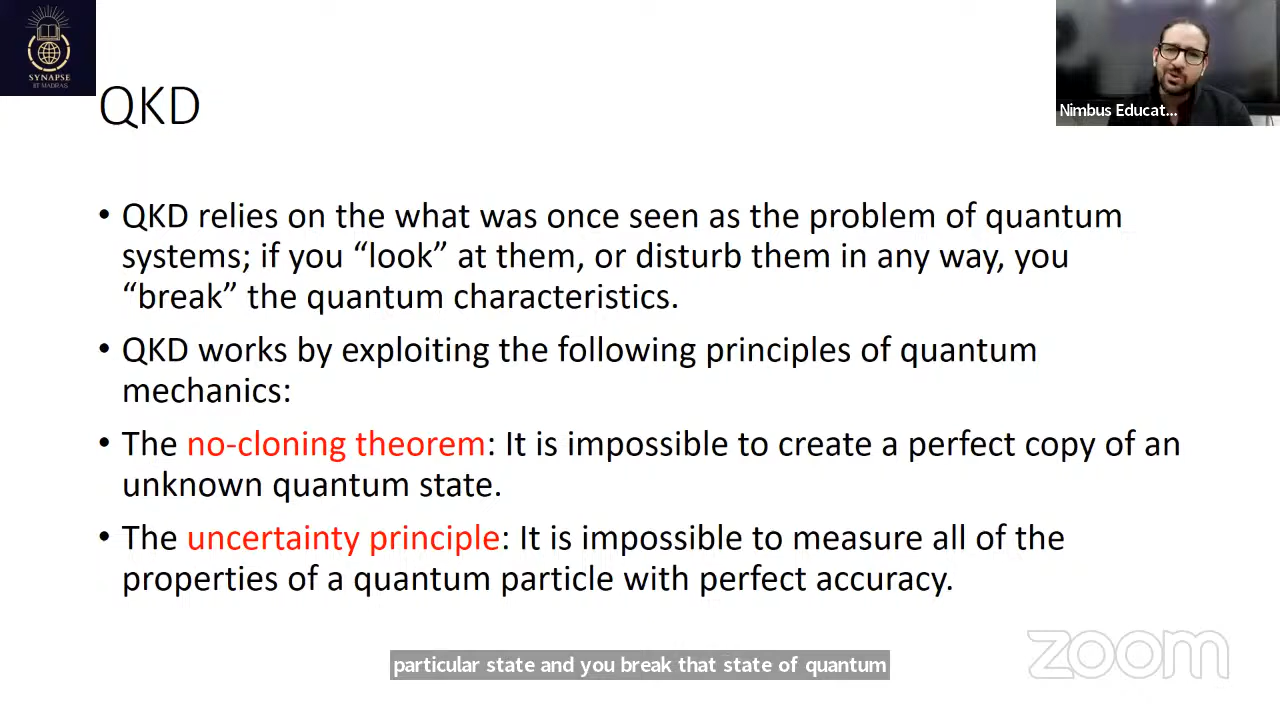 SYNAPSE
IIT MADRAS
Nimbus Educat...
QKD
• QKD relies on the what was once seen as the problem of quantum
systems; if you “look” at them, or disturb them in any way, you
“break” the quantum characteristics.
• QKD works by exploiting the following principles of quantum
mechanics:
• The no-cloning theorem: It is impossible to create a perfect copy of an
unknown quantum state.
• The uncertainty principle: It is impossible to measure all of the
properties of a quantum particle with perfect accuracy.
zoom
particular state and you break that state of quantum